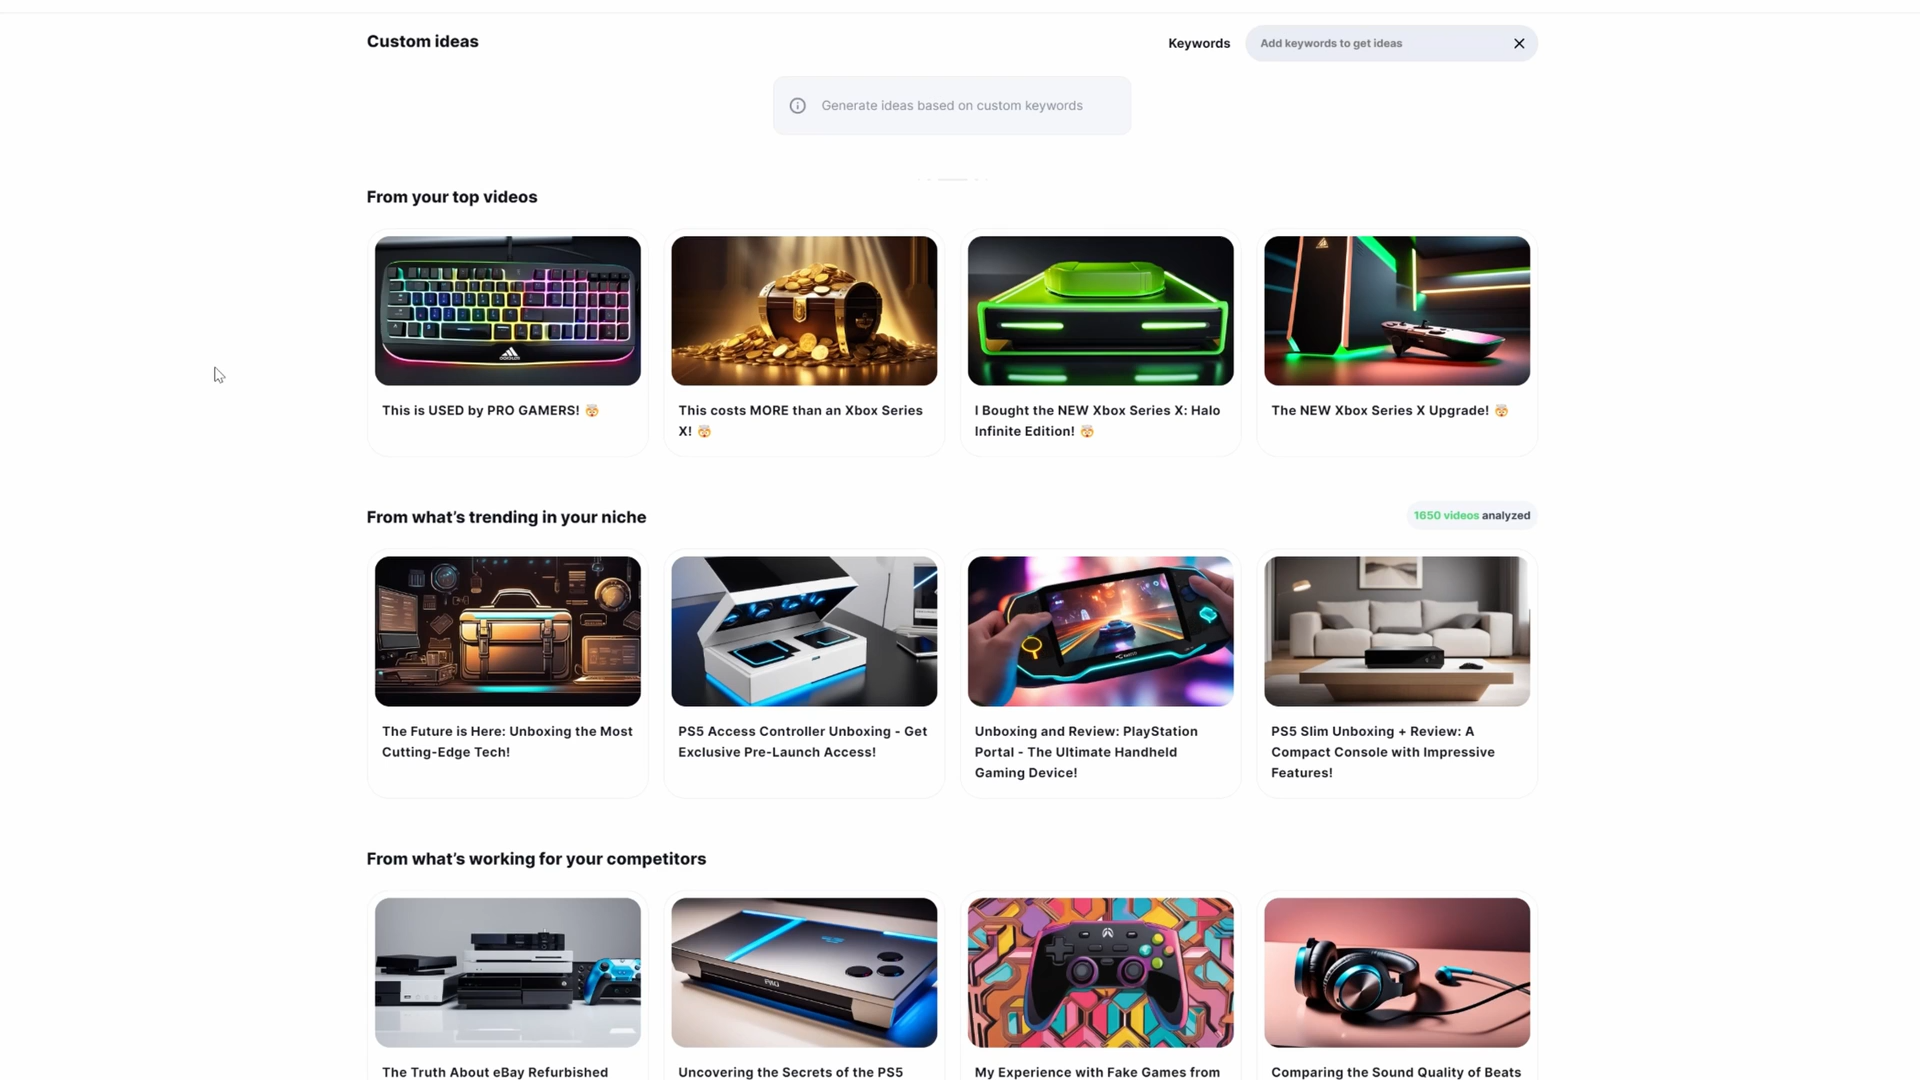 Custom ideas
Keywords
Add keywords to get ideas
Generate ideas based on custom keywords
From your top videos
This is USED by PRO GAMERS! 🤯
This costs MORE than an Xbox Series
X! 🤯
I Bought the NEW Xbox Series X: Halo
Infinite Edition! 🤯
The NEW Xbox Series X Upgrade! 🤯
From what's trending in your niche
1650 videos analyzed
The Future is Here: Unboxing the Most
Cutting-Edge Tech!
PS5 Access Controller Unboxing - Get
Exclusive Pre-Launch Access!
Unboxing and Review: PlayStation
Portal - The Ultimate Handheld
Gaming Device!
PS5 Slim Unboxing + Review: A
Compact Console with Impressive
Features!
From what's working for your competitors
The Truth About eBay Refurbished
Uncovering the Secrets of the PS5
My Experience with Fake Games from
Comparing the Sound Quality of Beats